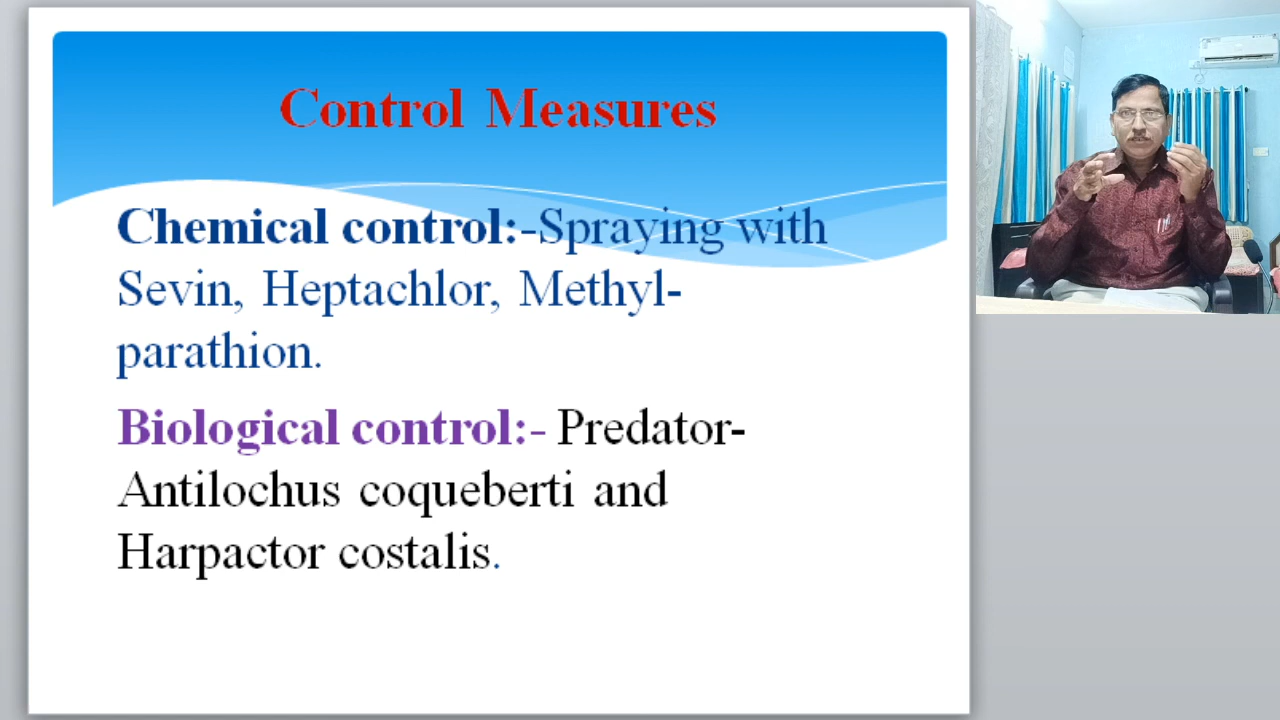 Control Measures
Chemical control:-Spraying with
Sevin, Heptachlor, Methyl-
parathion.
Biological control:- Predator-
Antilochus coqueberti and
Harpactor costalis.